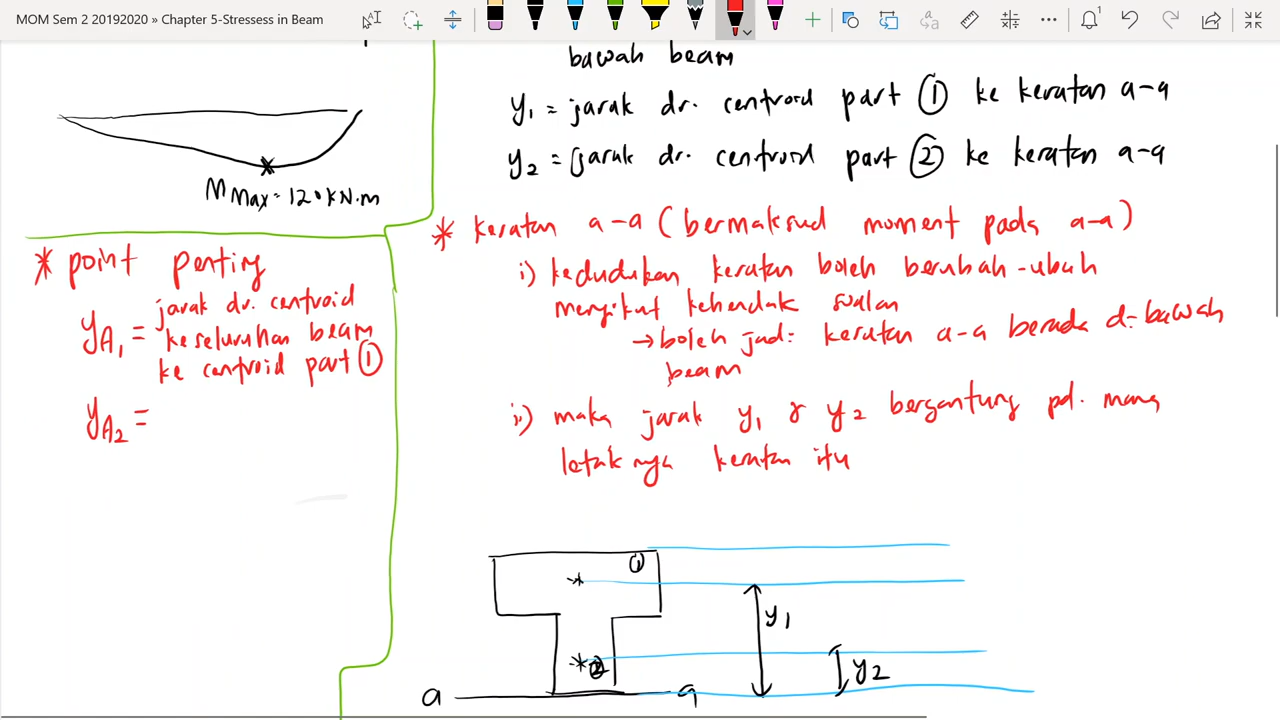 MOM Sem 2 20192020 » Chapter 5-Stressess in Beam
bawah beam
y1 = jarak dr. centroid part ① ke keratan a-a
y2 = jarak dr. centroid part ② ke keratan a-a
M Max = 120 kN.m
* keratan a-a (bermaksud moment pada a-a)
i) kedudukan keratan boleh berubah-ubah
mengikut kehendak soalan
→ boleh jadi keratan a-a berada di bawah
beam
ii) maka jarak y1 & y2 bergantung pd. mana
letaknya keratan itu
* point penting
yA1 = jarak dr. centroid
keseluruhan beam
ke centroid part ①
yA2 =
①
y1
②
y2
a
a